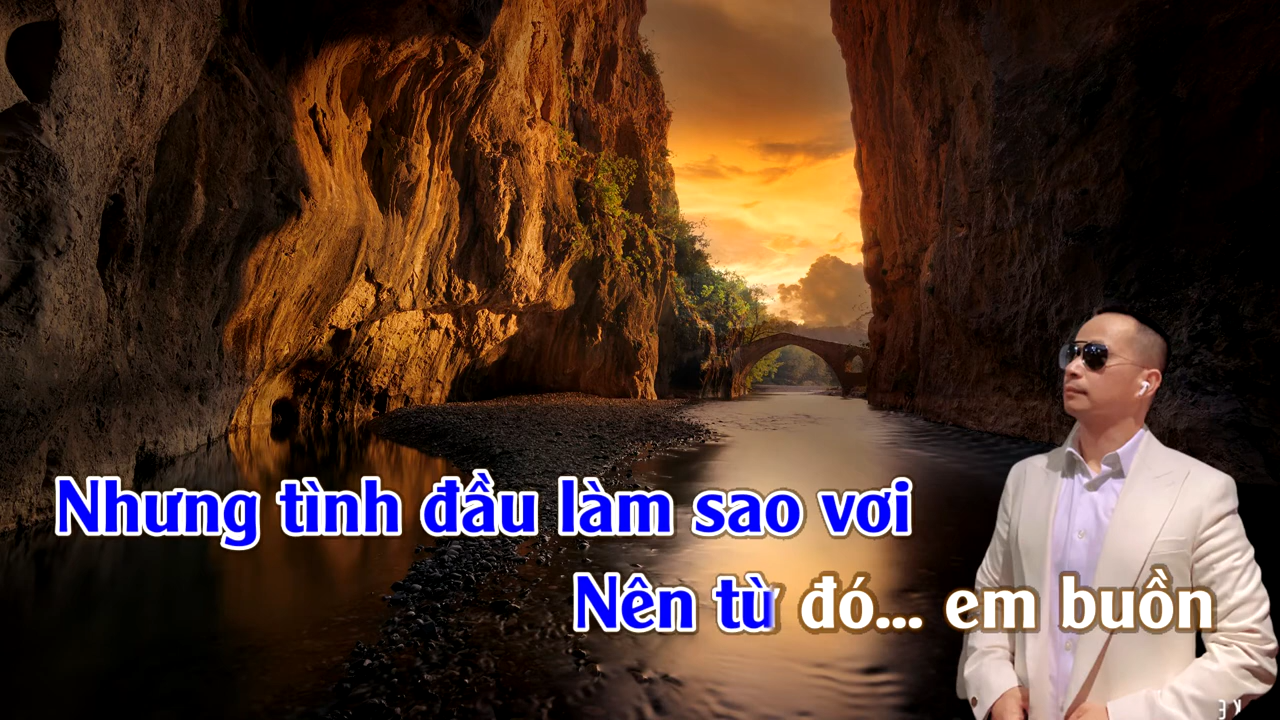 Nhưng tình đầu làm sao vơi
Nên từ đó... em buồn